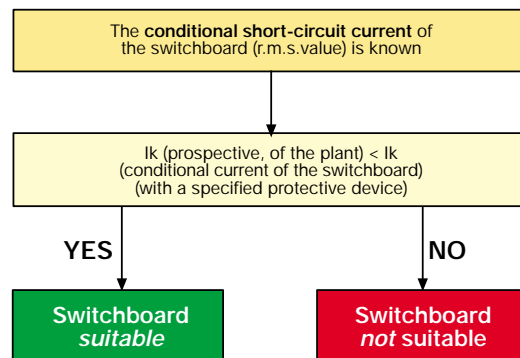 The conditional short-circuit current of
the switchboard (r.m.s.value) is known
Ik (prospective, of the plant) < Ik
(conditional current of the switchboard)
(with a specified protective device)
YES
NO
Switchboard
suitable
Switchboard
not suitable